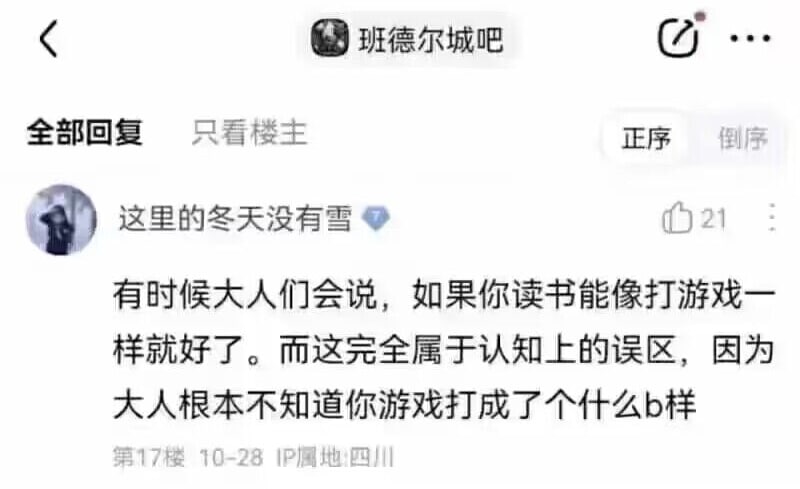 班德尔城吧
全部回复 只看楼主 正序 倒序
这里的冬天没有雪 7 21
有时候大人们会说，如果你读书能像打游戏一
样就好了。而这完全属于认知上的误区，因为
大人根本不知道你游戏打成了个什么b样
第17楼 10-28 IP属地:四川